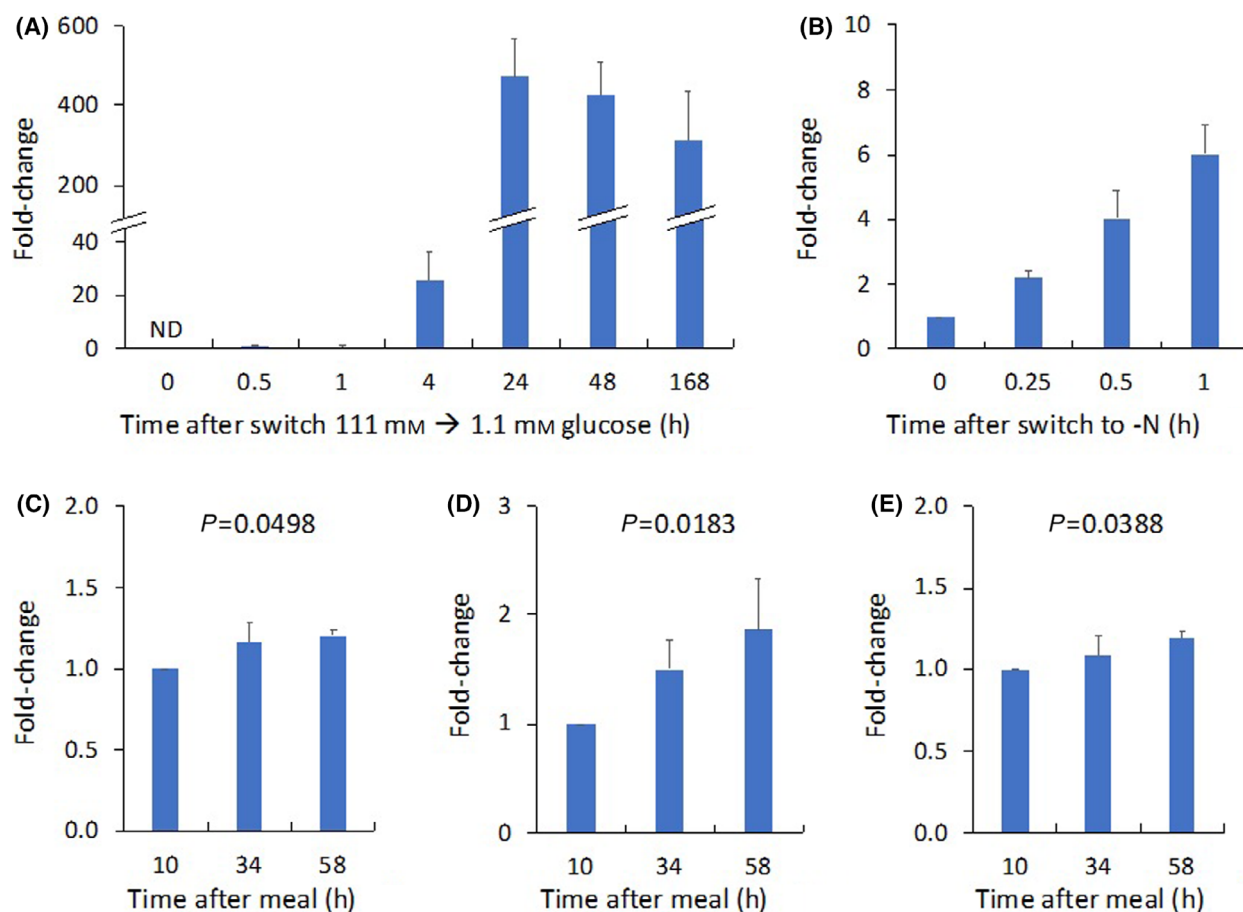 (A)
600
400
200
40
20
0
Fold-change
ND
0 0.5 1 4 24 48 168
Time after switch 111 mM → 1.1 mM glucose (h)
(B)
10
8
6
4
2
0
Fold-change
0 0.25 0.5 1
Time after switch to -N (h)
(C)
2.0
1.5
1.0
0.5
0.0
Fold-change
P=0.0498
10 34 58
Time after meal (h)
(D)
3
2
1
0
Fold-change
P=0.0183
10 34 58
Time after meal (h)
(E)
2.0
1.5
1.0
0.5
0.0
Fold-change
P=0.0388
10 34 58
Time after meal (h)